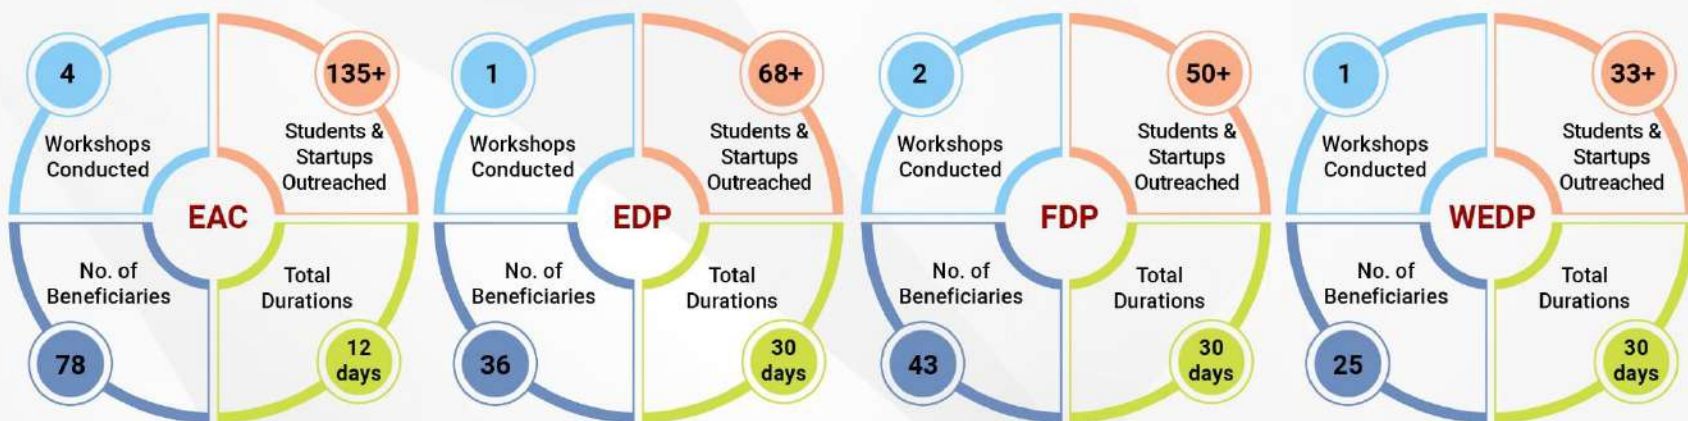 4
Workshops
Conducted
135+
Students &
Startups
Outreached
EAC
No. of
Beneficiaries
78
Total
Durations
12
days
1
Workshops
Conducted
68+
Students &
Startups
Outreached
EDP
No. of
Beneficiaries
36
Total
Durations
30
days
2
Workshops
Conducted
50+
Students &
Startups
Outreached
FDP
No. of
Beneficiaries
43
Total
Durations
30
days
1
Workshops
Conducted
33+
Students &
Startups
Outreached
WEDP
No. of
Beneficiaries
25
Total
Durations
30
days